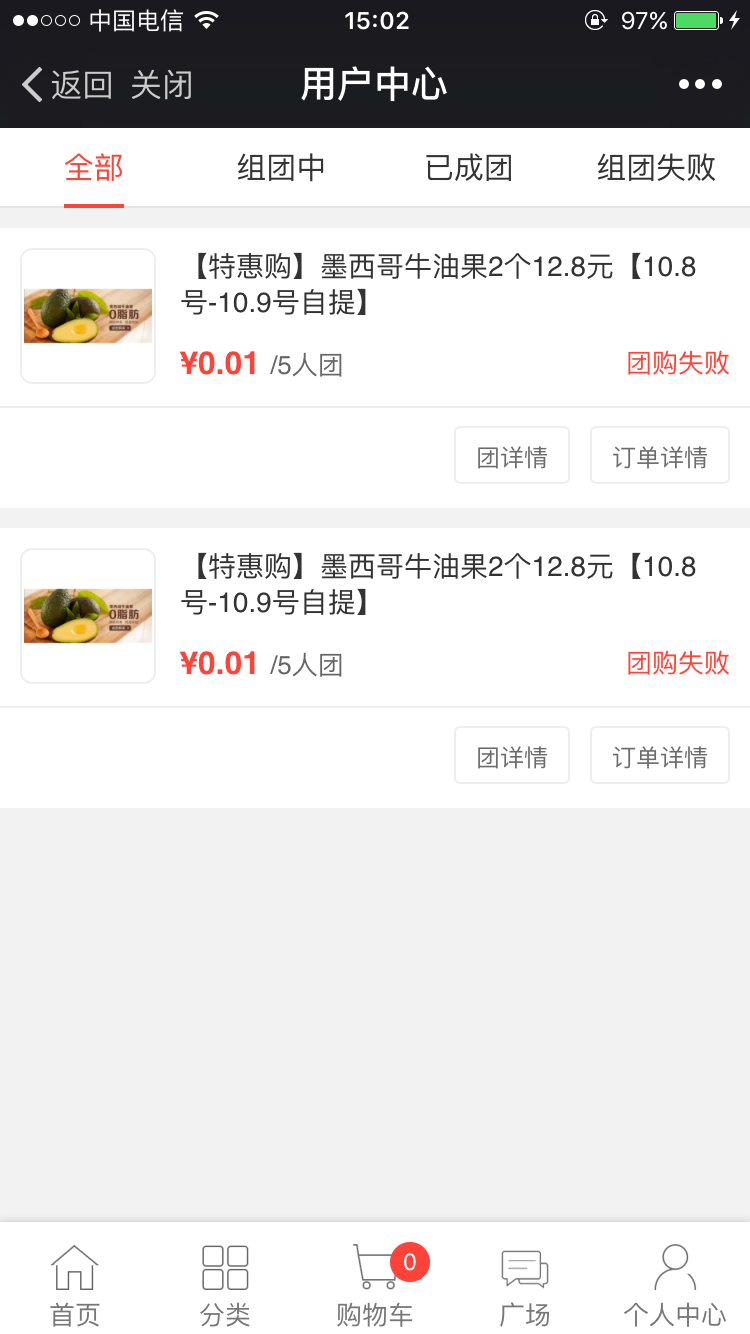 中国电信 15:02 97%
返回 关闭 用户中心
全部 组团中 已成团 组团失败
【特惠购】墨西哥牛油果2个12.8元【10.8
号-10.9号自提】
0脂肪
¥0.01 /5人团 团购失败
团详情 订单详情
【特惠购】墨西哥牛油果2个12.8元【10.8
号-10.9号自提】
0脂肪
¥0.01 /5人团 团购失败
团详情 订单详情
0
首页 分类 购物车 广场 个人中心